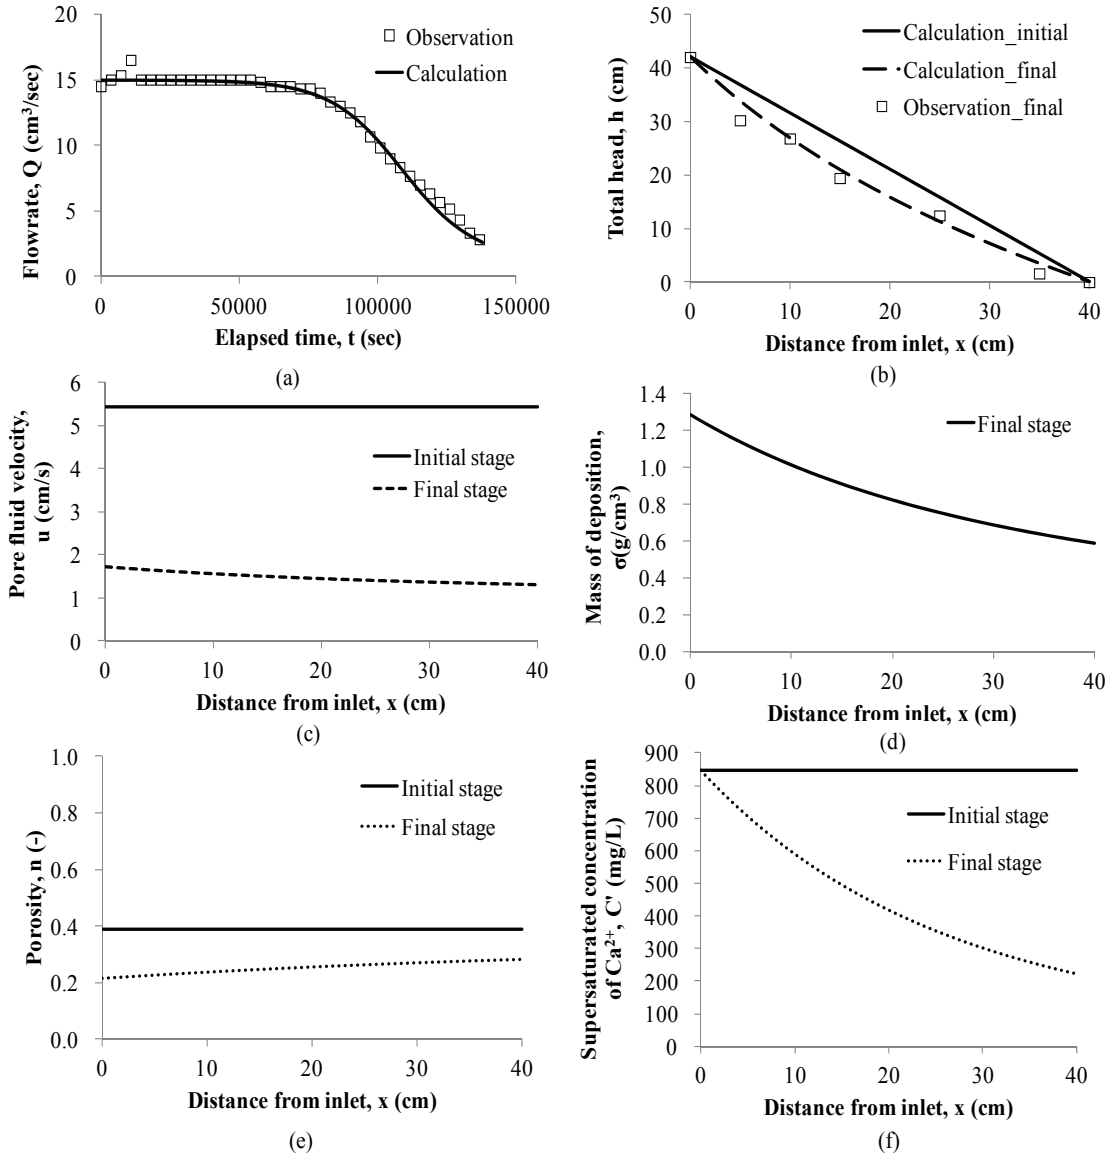 20
15
10
5
0
Flowrate, Q (cm³/sec)
Observation
Calculation
0 50000 100000 150000
Elapsed time, t (sec)
(a)
50
40
30
20
10
0
Total head, h (cm)
Calculation_initial
Calculation_final
Observation_final
0 10 20 30 40
Distance from inlet, x (cm)
(b)
6
5
4
3
2
1
0
Pore fluid velocity,
u (cm/s)
Initial stage
Final stage
0 10 20 30 40
Distance from inlet, x (cm)
(c)
1.4
1.2
1.0
0.8
0.6
0.4
0.2
0.0
Mass of deposition,
σ(g/cm³)
Final stage
0 10 20 30 40
Distance from inlet, x (cm)
(d)
1.0
0.8
0.6
0.4
0.2
0.0
Porosity, n (-)
Initial stage
Final stage
0 10 20 30 40
Distance from inlet, x (cm)
(e)
900
800
700
600
500
400
300
200
100
0
Supersaturated concentration
of Ca²⁺, C' (mg/L)
Initial stage
Final stage
0 10 20 30 40
Distance from inlet, x (cm)
(f)